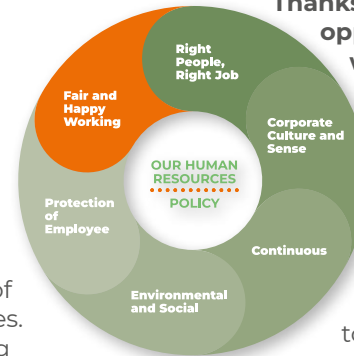 Thanks
opp
Right
People,
Right Job
Fair and
Happy
Working
Corporate
Culture and
Sense
OUR HUMAN
RESOURCES
POLICY
Protection
of
Employee
Continuous
Environmental
and Social
of
es.
g
to